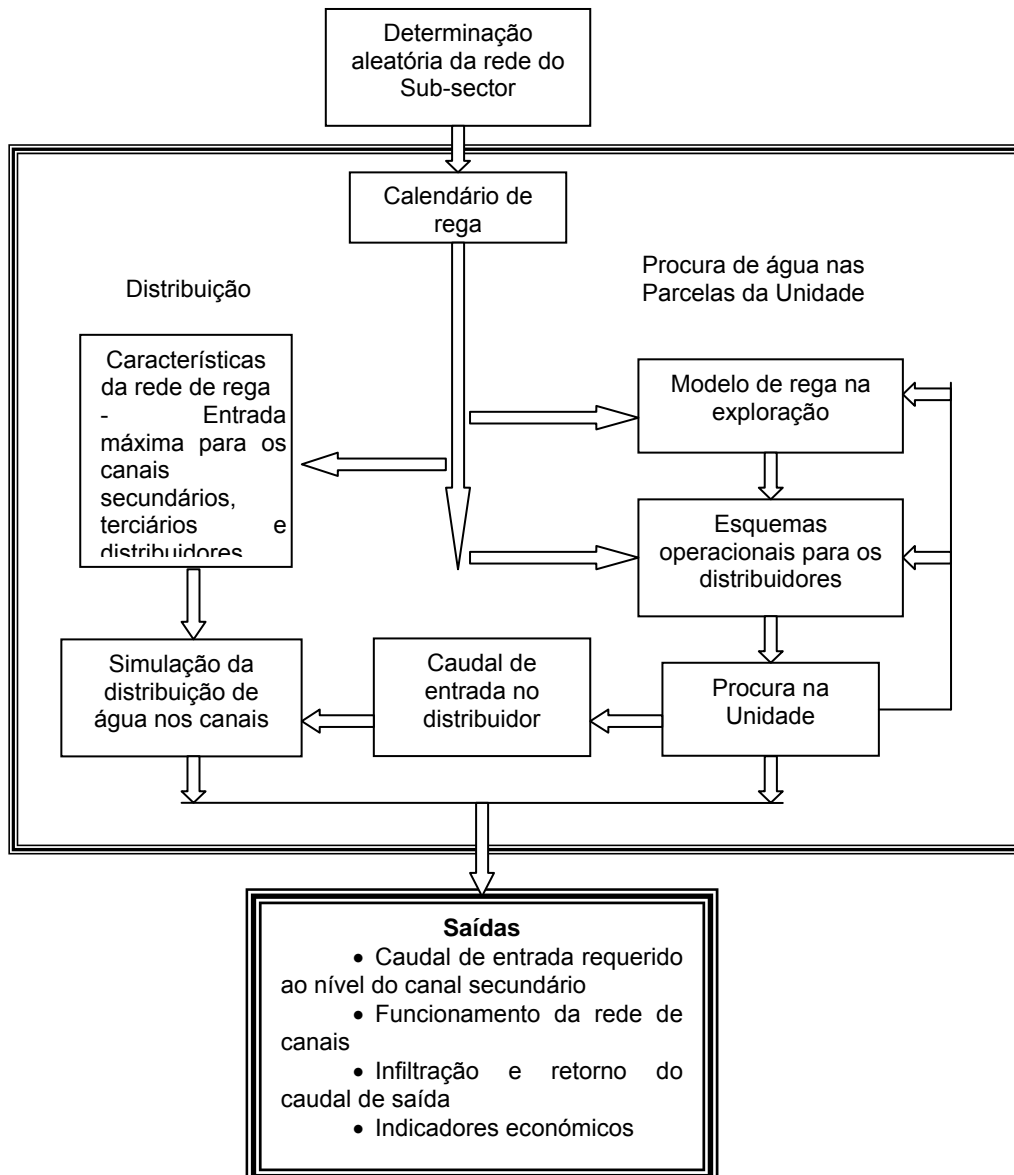 Determinação
aleatória da rede do
Sub-sector
Calendário de
rega
Distribuição
Procura de água nas
Parcelas da Unidade
Características
da rede de rega
- Entrada
máxima para os
canais
secundários,
terciários e
distribuidores
Modelo de rega na
exploração
Esquemas
operacionais para os
distribuidores
Simulação da
distribuição de
água nos canais
Caudal de
entrada no
distribuidor
Procura na
Unidade
Saídas
• Caudal de entrada requerido
ao nível do canal secundário
• Funcionamento da rede de
canais
• Infiltração e retorno do
caudal de saída
• Indicadores económicos